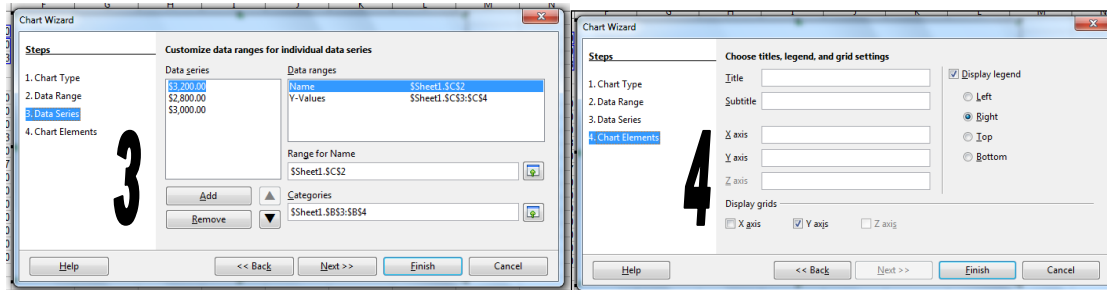 Chart Wizard
Steps
1. Chart Type
2. Data Range
3. Data Series
4. Chart Elements
Customize data ranges for individual data series
Data series
$3,200.00
$2,800.00
$3,000.00
Data ranges
Name $Sheet1.$C$2
Y-Values $Sheet1.$C$3:$C$4
Range for Name
$Sheet1.$C$2
Add
Remove
Categories
$Sheet1.$B$3:$B$4
3
Help << Back Next >> Finish Cancel
Chart Wizard
Steps
1. Chart Type
2. Data Range
3. Data Series
4. Chart Elements
Choose titles, legend, and grid settings
Title
Subtitle
X axis
Y axis
Z axis
Display legend
Left
Right
Top
Bottom
Display grids
X axis Y axis Z axis
4
Help << Back Next >> Finish Cancel